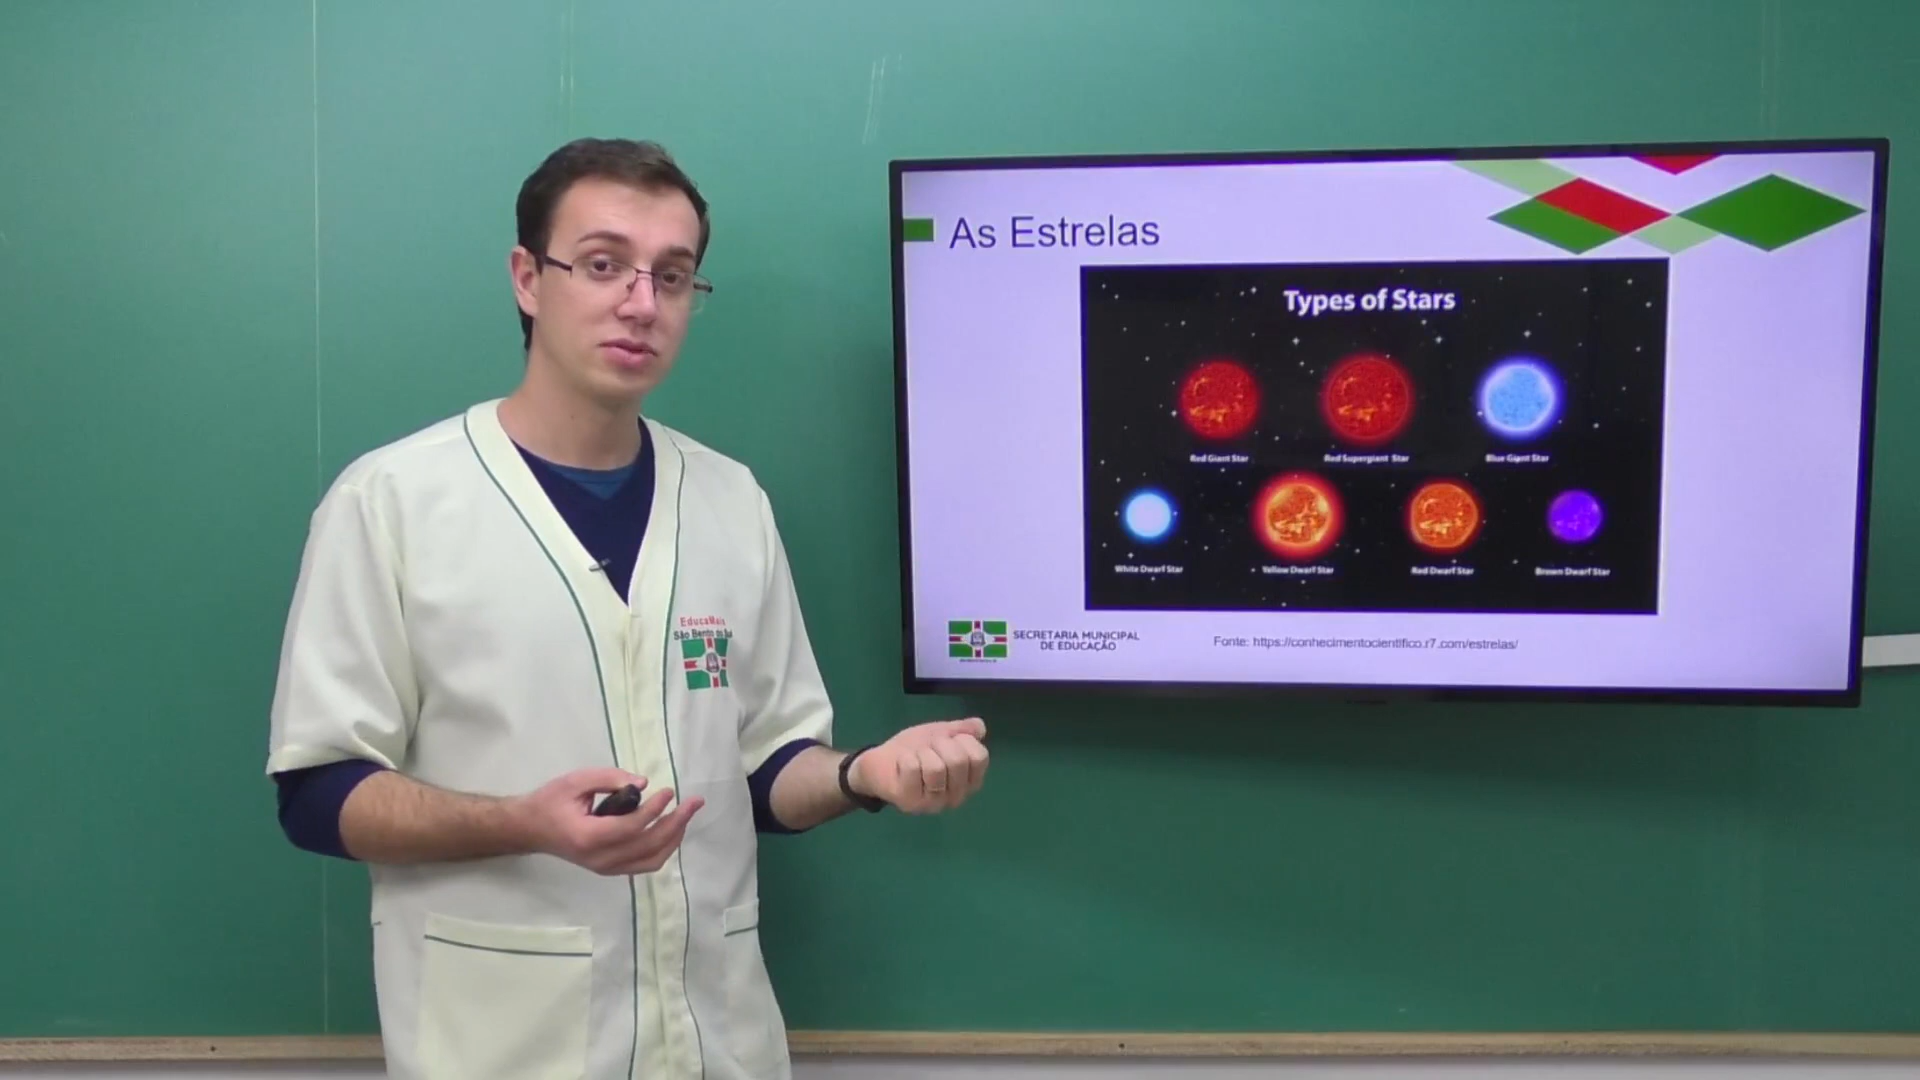 As Estrelas
Types of Stars
Red Giant Star
Red Supergiant Star
Blue Giant Star
White Dwarf Star
Yellow Dwarf Star
Red Dwarf Star
Brown Dwarf Star
SECRETARIA MUNICIPAL
DE EDUCAÇÃO
Fonte: https://conhecimentocientifico.r7.com/estrelas/
EducaMais
São Bento do Sul